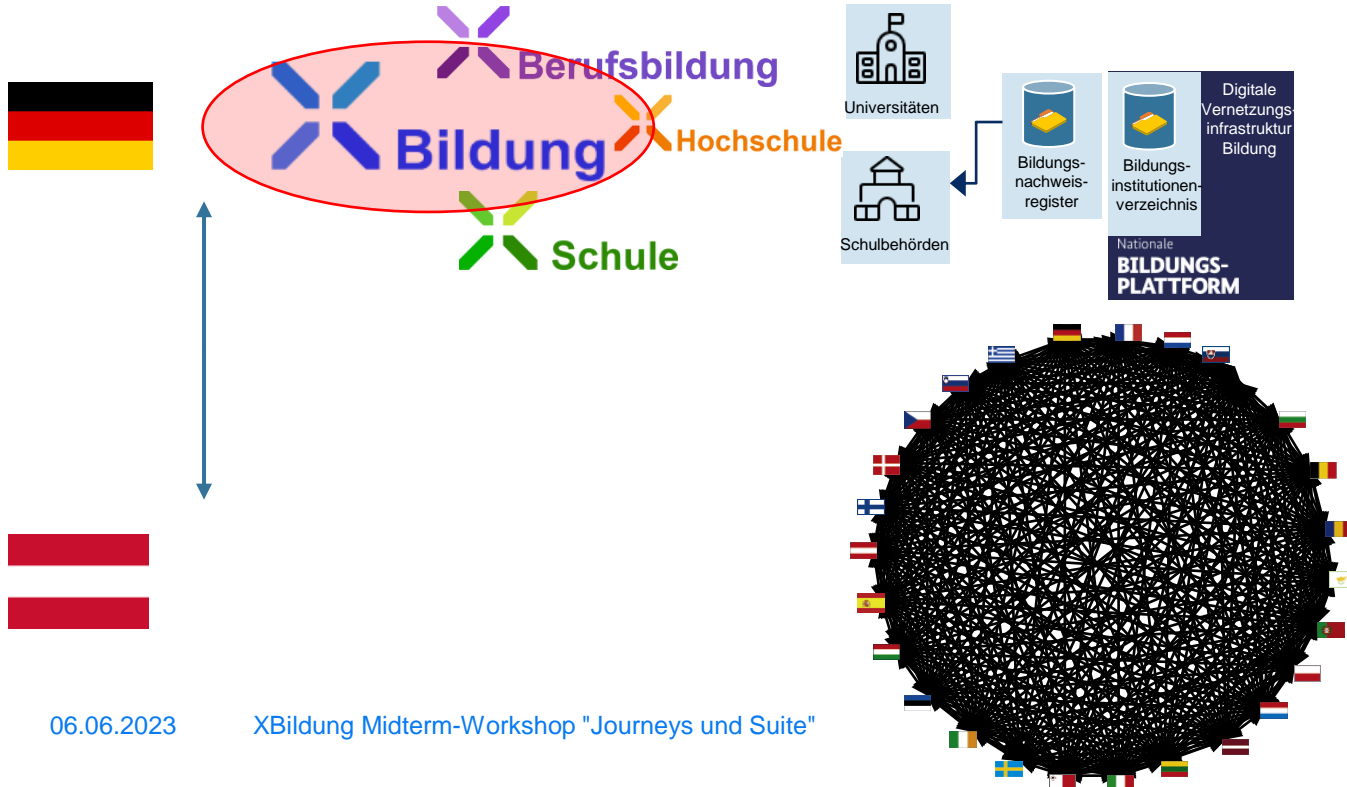 Berufsbildung
Bildung
Hochschule
Schule
Universitäten
Schulbehörden
Bildungs-
nachweis-
register
Bildungs-
institutionen-
verzeichnis
Digitale
Vernetzungs-
infrastruktur
Bildung
Nationale
BILDUNGS-
PLATTFORM
06.06.2023
XBildung Midterm-Workshop "Journeys und Suite"